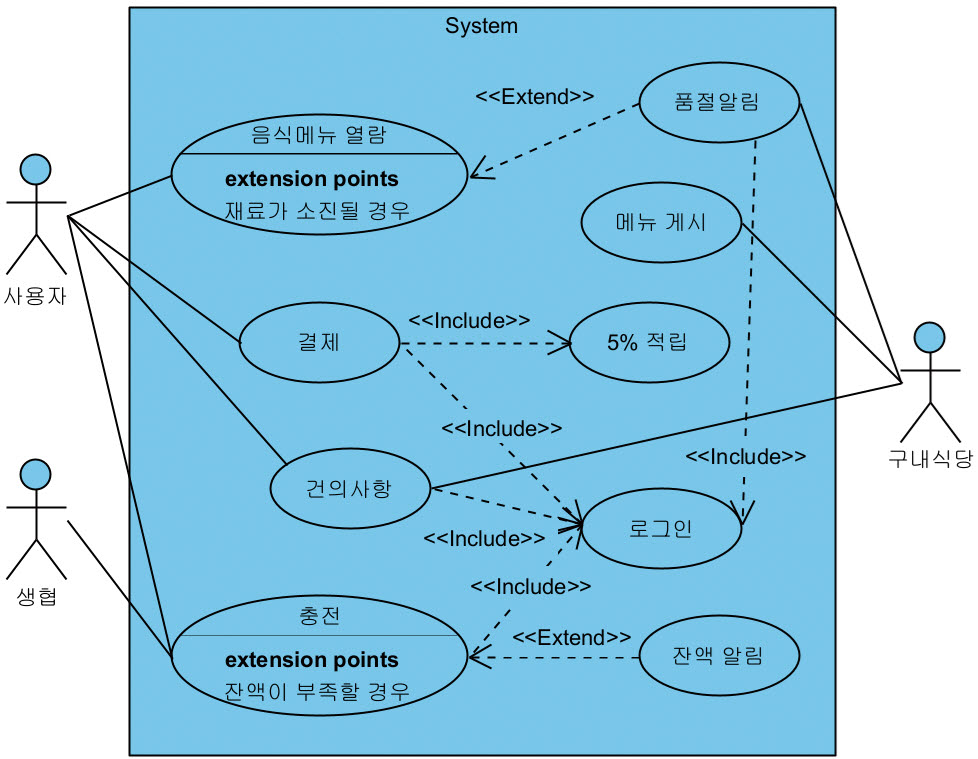 System
<<Extend>>
품절알림
음식메뉴 열람
extension points
재료가 소진될 경우
메뉴 게시
사용자
<<Include>>
결제
5% 적립
<<Include>>
<<Include>>
구내식당
건의사항
로그인
<<Include>>
<<Include>>
생협
충전
<<Extend>>
extension points
잔액이 부족할 경우
잔액 알림